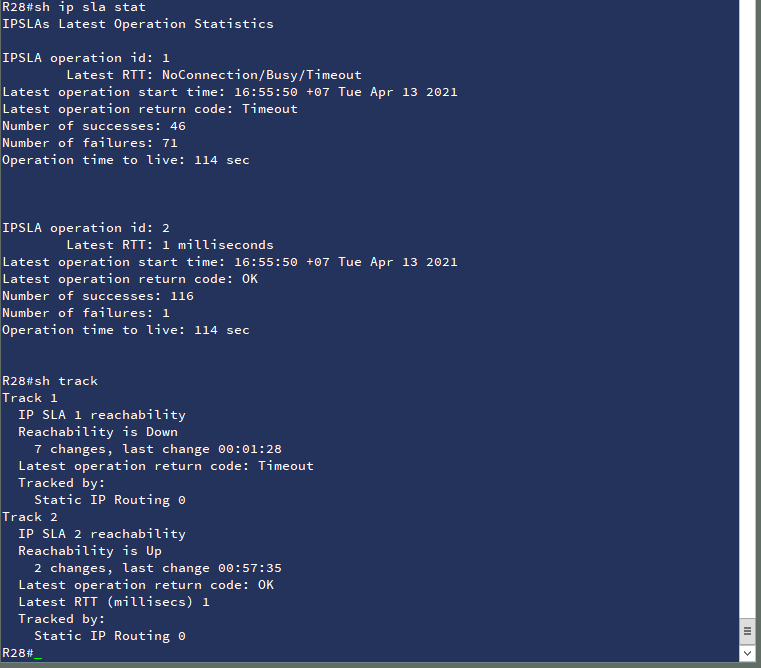 R28#sh ip sla stat
IPSLAs Latest Operation Statistics
IPSLA operation id: 1
Latest RTT: NoConnection/Busy/Timeout
Latest operation start time: 16:55:50 +07 Tue Apr 13 2021
Latest operation return code: Timeout
Number of successes: 46
Number of failures: 71
Operation time to live: 114 sec
IPSLA operation id: 2
Latest RTT: 1 milliseconds
Latest operation start time: 16:55:50 +07 Tue Apr 13 2021
Latest operation return code: OK
Number of successes: 116
Number of failures: 1
Operation time to live: 114 sec
R28#sh track
Track 1
IP SLA 1 reachability
Reachability is Down
7 changes, last change 00:01:28
Latest operation return code: Timeout
Tracked by:
Static IP Routing 0
Track 2
IP SLA 2 reachability
Reachability is Up
2 changes, last change 00:57:35
Latest operation return code: OK
Latest RTT (millisecs) 1
Tracked by:
Static IP Routing 0
R28#_